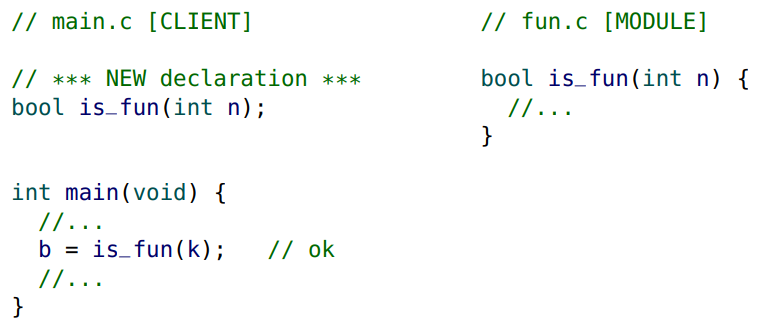 // main.c [CLIENT]
// *** NEW declaration ***
bool is_fun(int n);
int main(void) {
//...
b = is_fun(k);   // ok
//...
}
// fun.c [MODULE]
bool is_fun(int n) {
//...
}